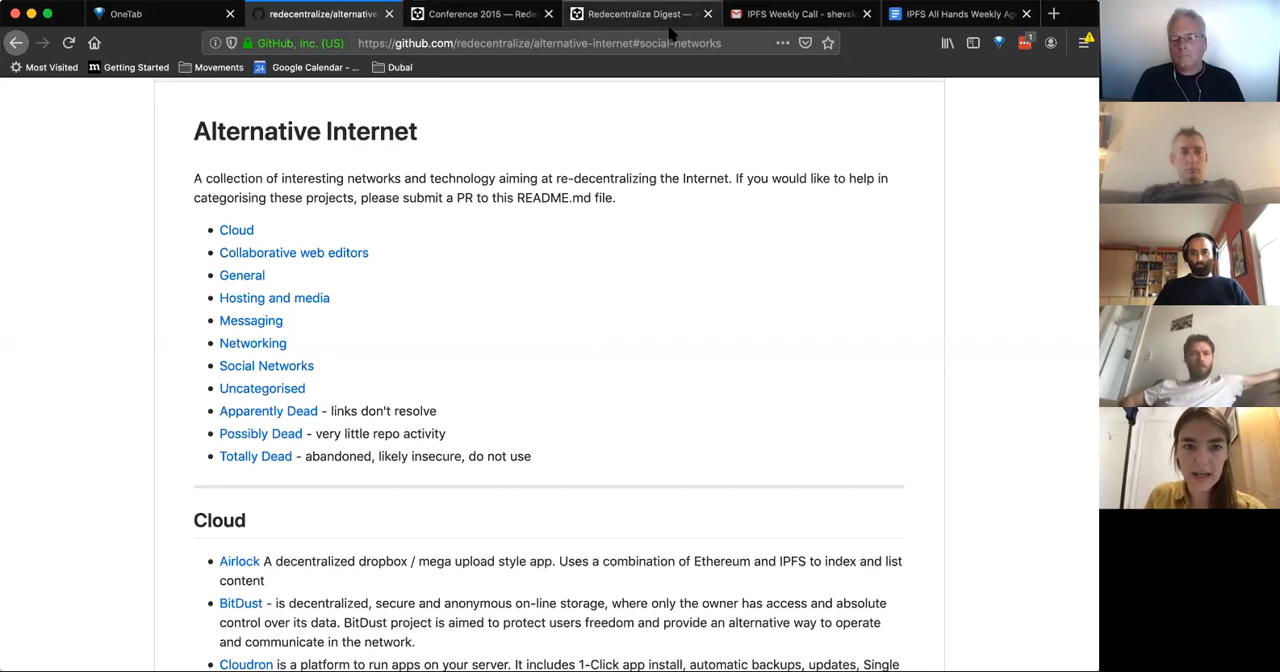 OneTab
redecentralize/alternative
Conference 2015 — Rede
Redecentralize Digest —
IPFS Weekly Call - shevsk
IPFS All Hands Weekly Ag
GitHub, Inc. (US)
https://github.com/redecentralize/alternative-internet#social-networks
1
Most Visited
m Getting Started
Movements
24 Google Calendar - ...
Dubai
Alternative Internet
A collection of interesting networks and technology aiming at re-decentralizing the Internet. If you would like to help in
categorising these projects, please submit a PR to this README.md file.
• Cloud
• Collaborative web editors
• General
• Hosting and media
• Messaging
• Networking
• Social Networks
• Uncategorised
• Apparently Dead - links don't resolve
• Possibly Dead - very little repo activity
• Totally Dead - abandoned, likely insecure, do not use
Cloud
• Airlock A decentralized dropbox / mega upload style app. Uses a combination of Ethereum and IPFS to index and list
content
• BitDust - is decentralized, secure and anonymous on-line storage, where only the owner has access and absolute
control over its data. BitDust project is aimed to protect users freedom and provide an alternative way to operate
and communicate in the network.
• Cloudron is a platform to run apps on your server. It includes 1-Click app install, automatic backups, updates, Single